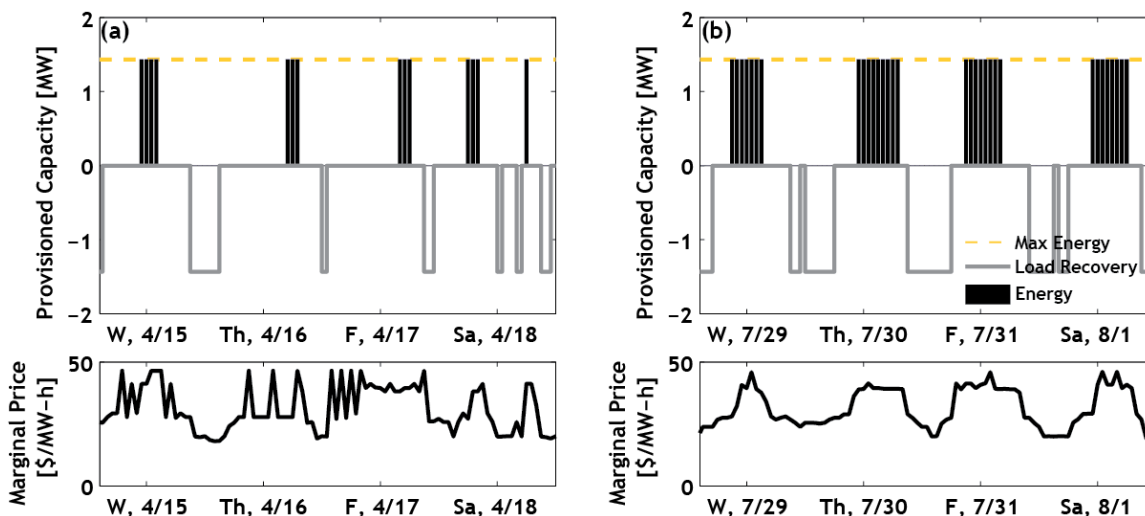 (a)
Provisioned Capacity [MW]
2
1
0
−1
−2
W, 4/15 Th, 4/16 F, 4/17 Sa, 4/18
Marginal Price
[$/MW-h]
50
0
W, 4/15 Th, 4/16 F, 4/17 Sa, 4/18
(b)
Provisioned Capacity [MW]
2
1
0
−1
−2
Max Energy
Load Recovery
Energy
W, 7/29 Th, 7/30 F, 7/31 Sa, 8/1
Marginal Price
[$/MW-h]
50
0
W, 7/29 Th, 7/30 F, 7/31 Sa, 8/1